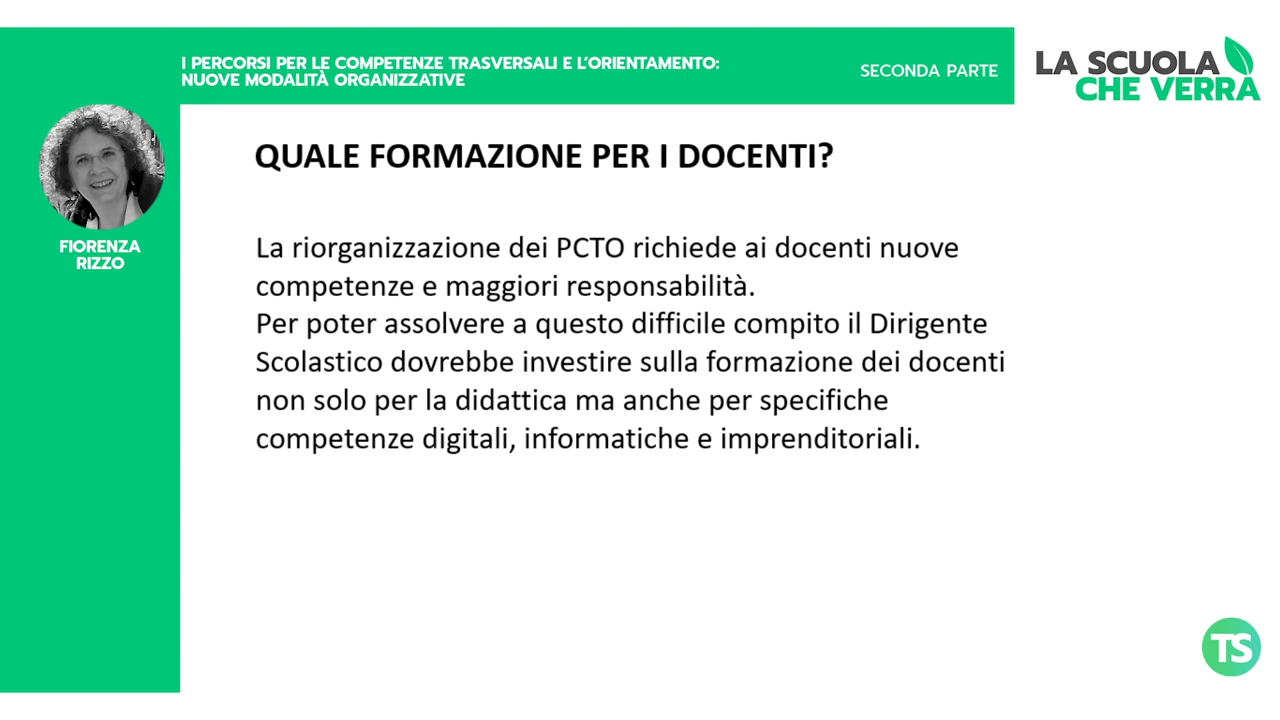 I PERCORSI PER LE COMPETENZE TRASVERSALI E L'ORIENTAMENTO:
NUOVE MODALITÀ ORGANIZZATIVE
SECONDA PARTE
LA SCUOLA
CHE VERRA
FIORENZA
RIZZO
QUALE FORMAZIONE PER I DOCENTI?
La riorganizzazione dei PCTO richiede ai docenti nuove
competenze e maggiori responsabilità.
Per poter assolvere a questo difficile compito il Dirigente
Scolastico dovrebbe investire sulla formazione dei docenti
non solo per la didattica ma anche per specifiche
competenze digitali, informatiche e imprenditoriali.
TS